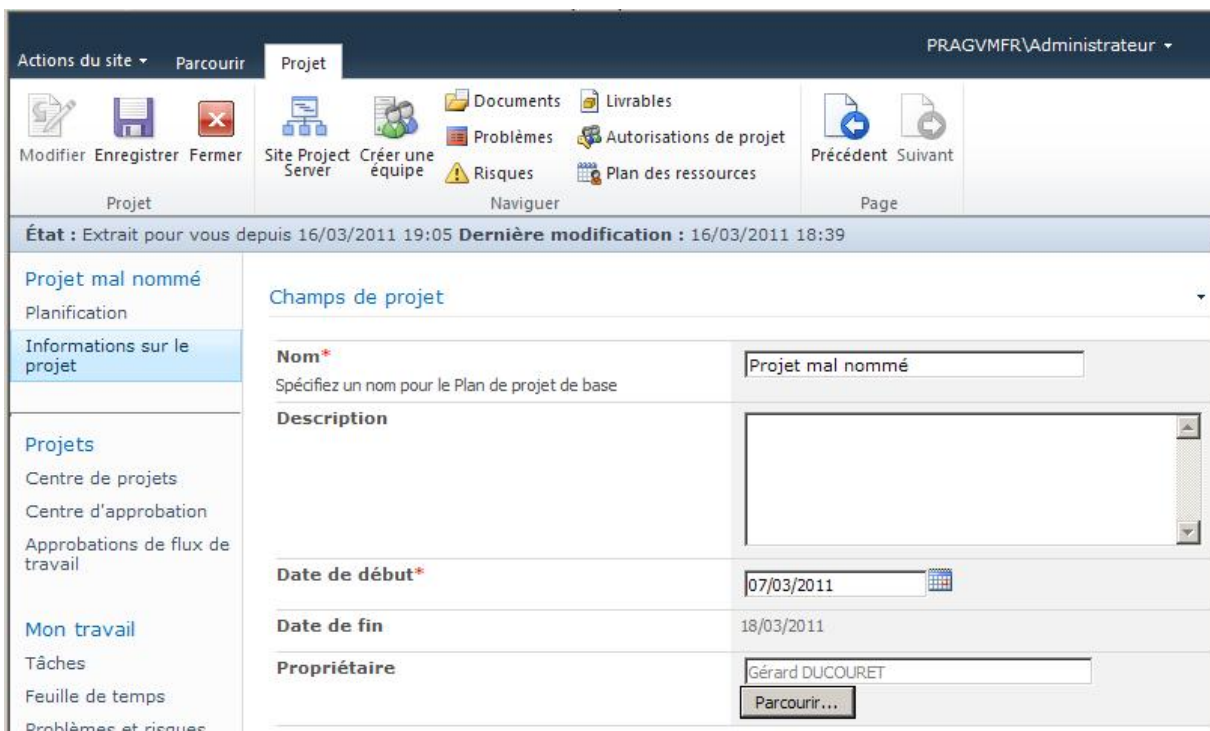 PRAGVMFR\Administrateur
Actions du site Parcourir Projet
Modifier Enregistrer Fermer
Projet
Site Project Server
Créer une équipe
Documents
Problèmes
Risques
Livrables
Autorisations de projet
Plan des ressources
Naviguer
Précédent Suivant
Page
État : Extrait pour vous depuis 16/03/2011 19:05 Dernière modification : 16/03/2011 18:39
Projet mal nommé
Planification
Informations sur le
projet
Projets
Centre de projets
Centre d'approbation
Approbations de flux de
travail
Mon travail
Tâches
Feuille de temps
Problèmes et risques
Champs de projet
Nom*
Spécifiez un nom pour le Plan de projet de base
Projet mal nommé
Description
Date de début*
07/03/2011
Date de fin
18/03/2011
Propriétaire
Gérard DUCOURET
Parcourir...